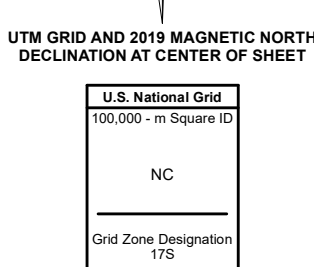 UTM GRID AND 2019 MAGNETIC NORTH
DECLINATION AT CENTER OF SHEET
U.S. National Grid
100,000 - m Square ID
NC
Grid Zone Designation
17S